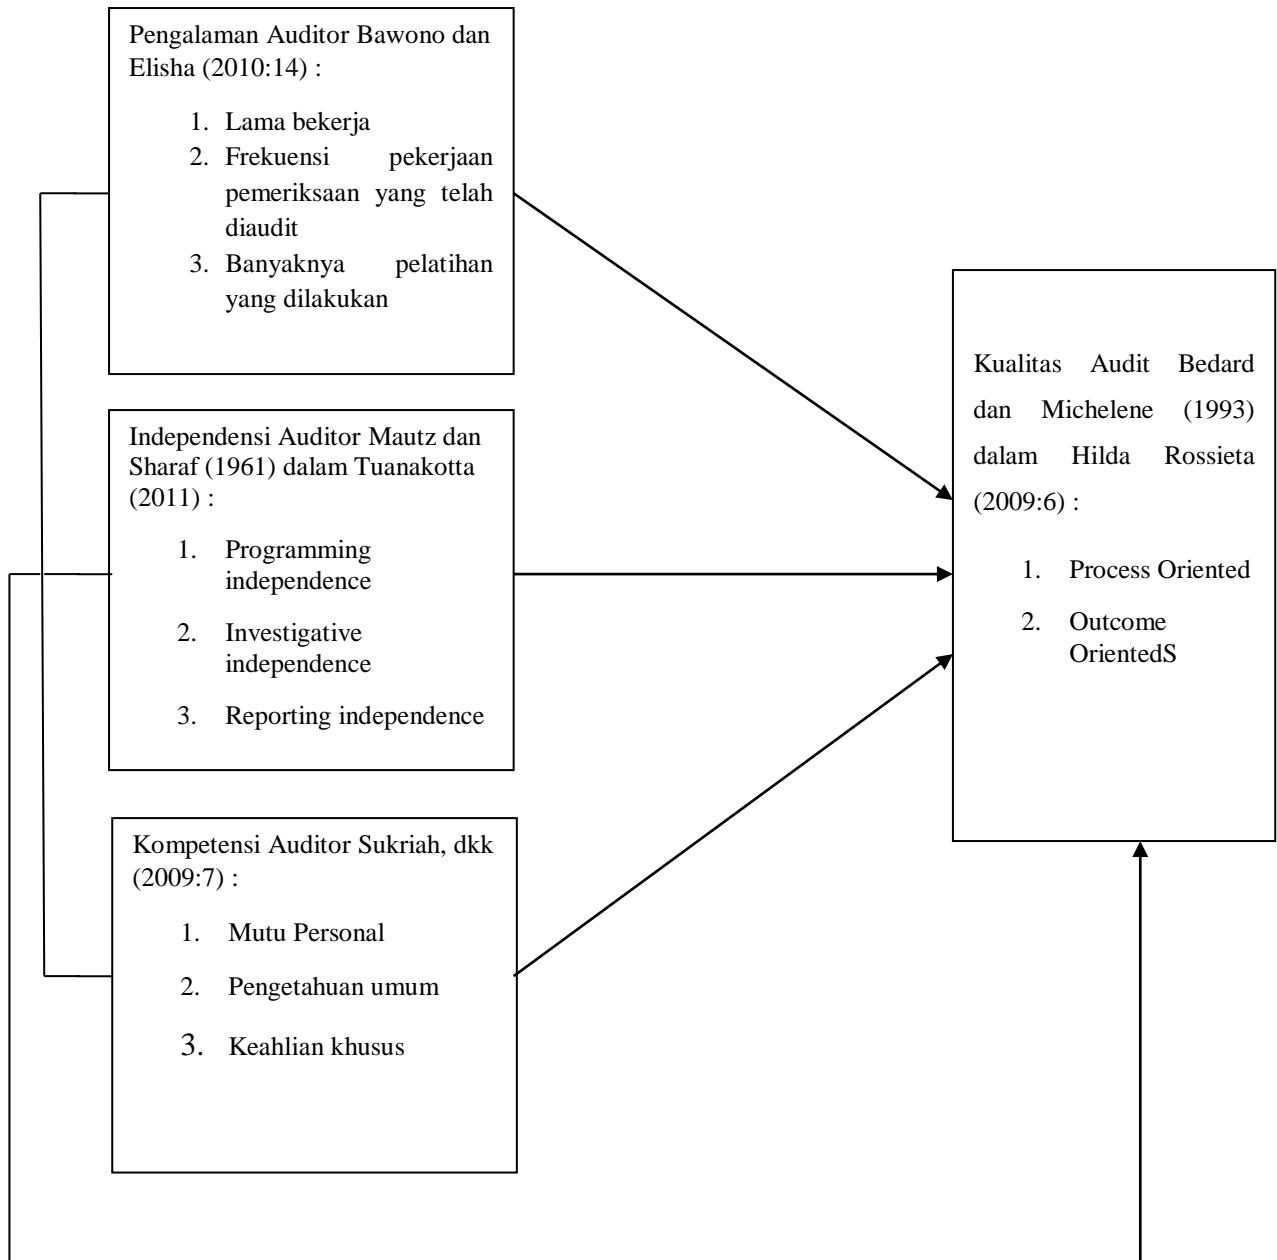 Pengalaman Auditor Bawono dan
Elisha (2010:14) :
1. Lama bekerja
2. Frekuensi pekerjaan
pemeriksaan yang telah
diaudit
3. Banyaknya pelatihan
yang dilakukan
Independensi Auditor Mautz dan
Sharaf (1961) dalam Tuanakotta
(2011) :
1. Programming
independence
2. Investigative
independence
3. Reporting independence
Kompetensi Auditor Sukriah, dkk
(2009:7) :
1. Mutu Personal
2. Pengetahuan umum
3. Keahlian khusus
Kualitas Audit Bedard
dan Michelene (1993)
dalam Hilda Rossieta
(2009:6) :
1. Process Oriented
2. Outcome
OrientedS